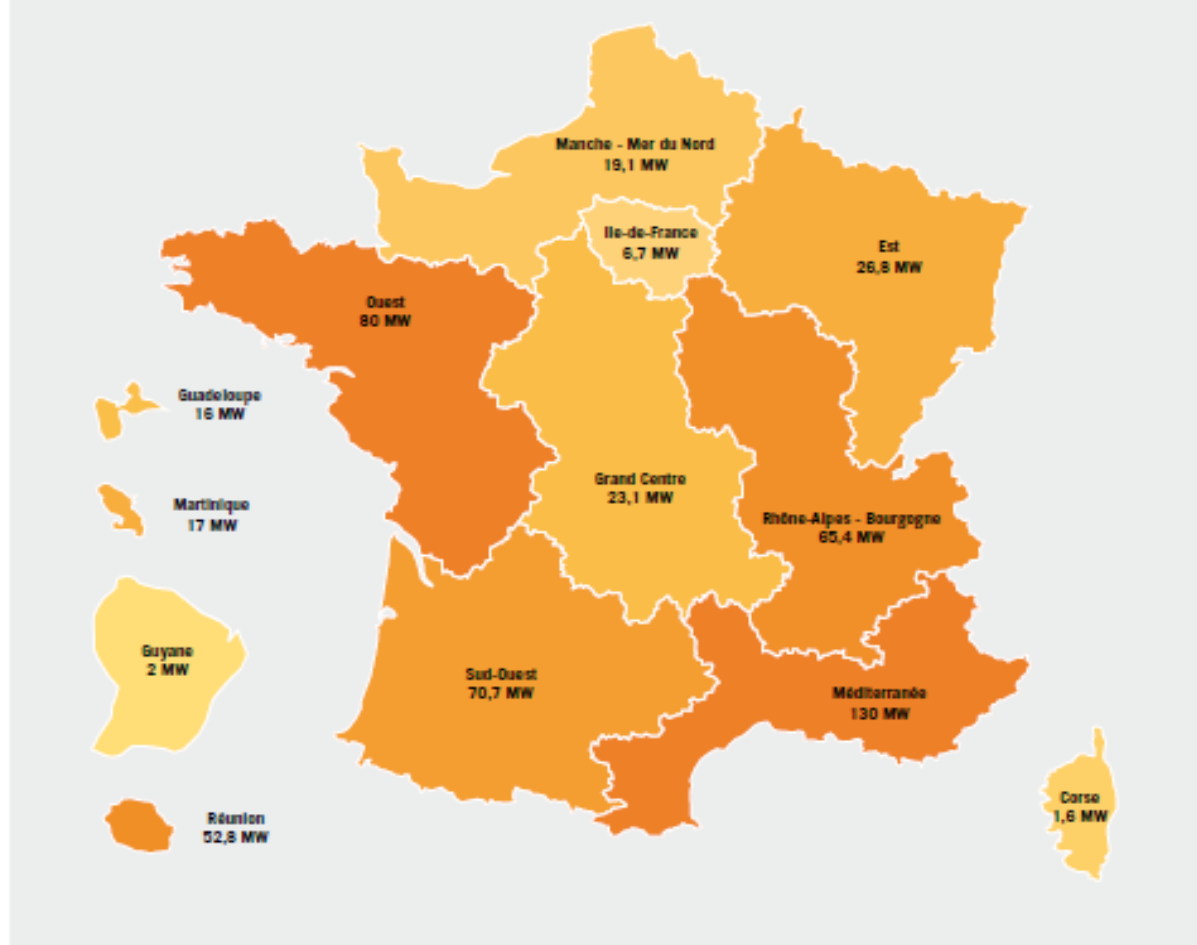 Manche - Mer du Nord
19,1 MW
Ile-de-France
6,7 MW
Est
26,8 MW
Ouest
80 MW
Guadeloupe
16 MW
Grand Centre
23,1 MW
Martinique
17 MW
Rhône-Alpes - Bourgogne
65,4 MW
Guyane
2 MW
Sud-Ouest
70,7 MW
Méditerranée
130 MW
Corse
1,6 MW
Réunion
52,8 MW